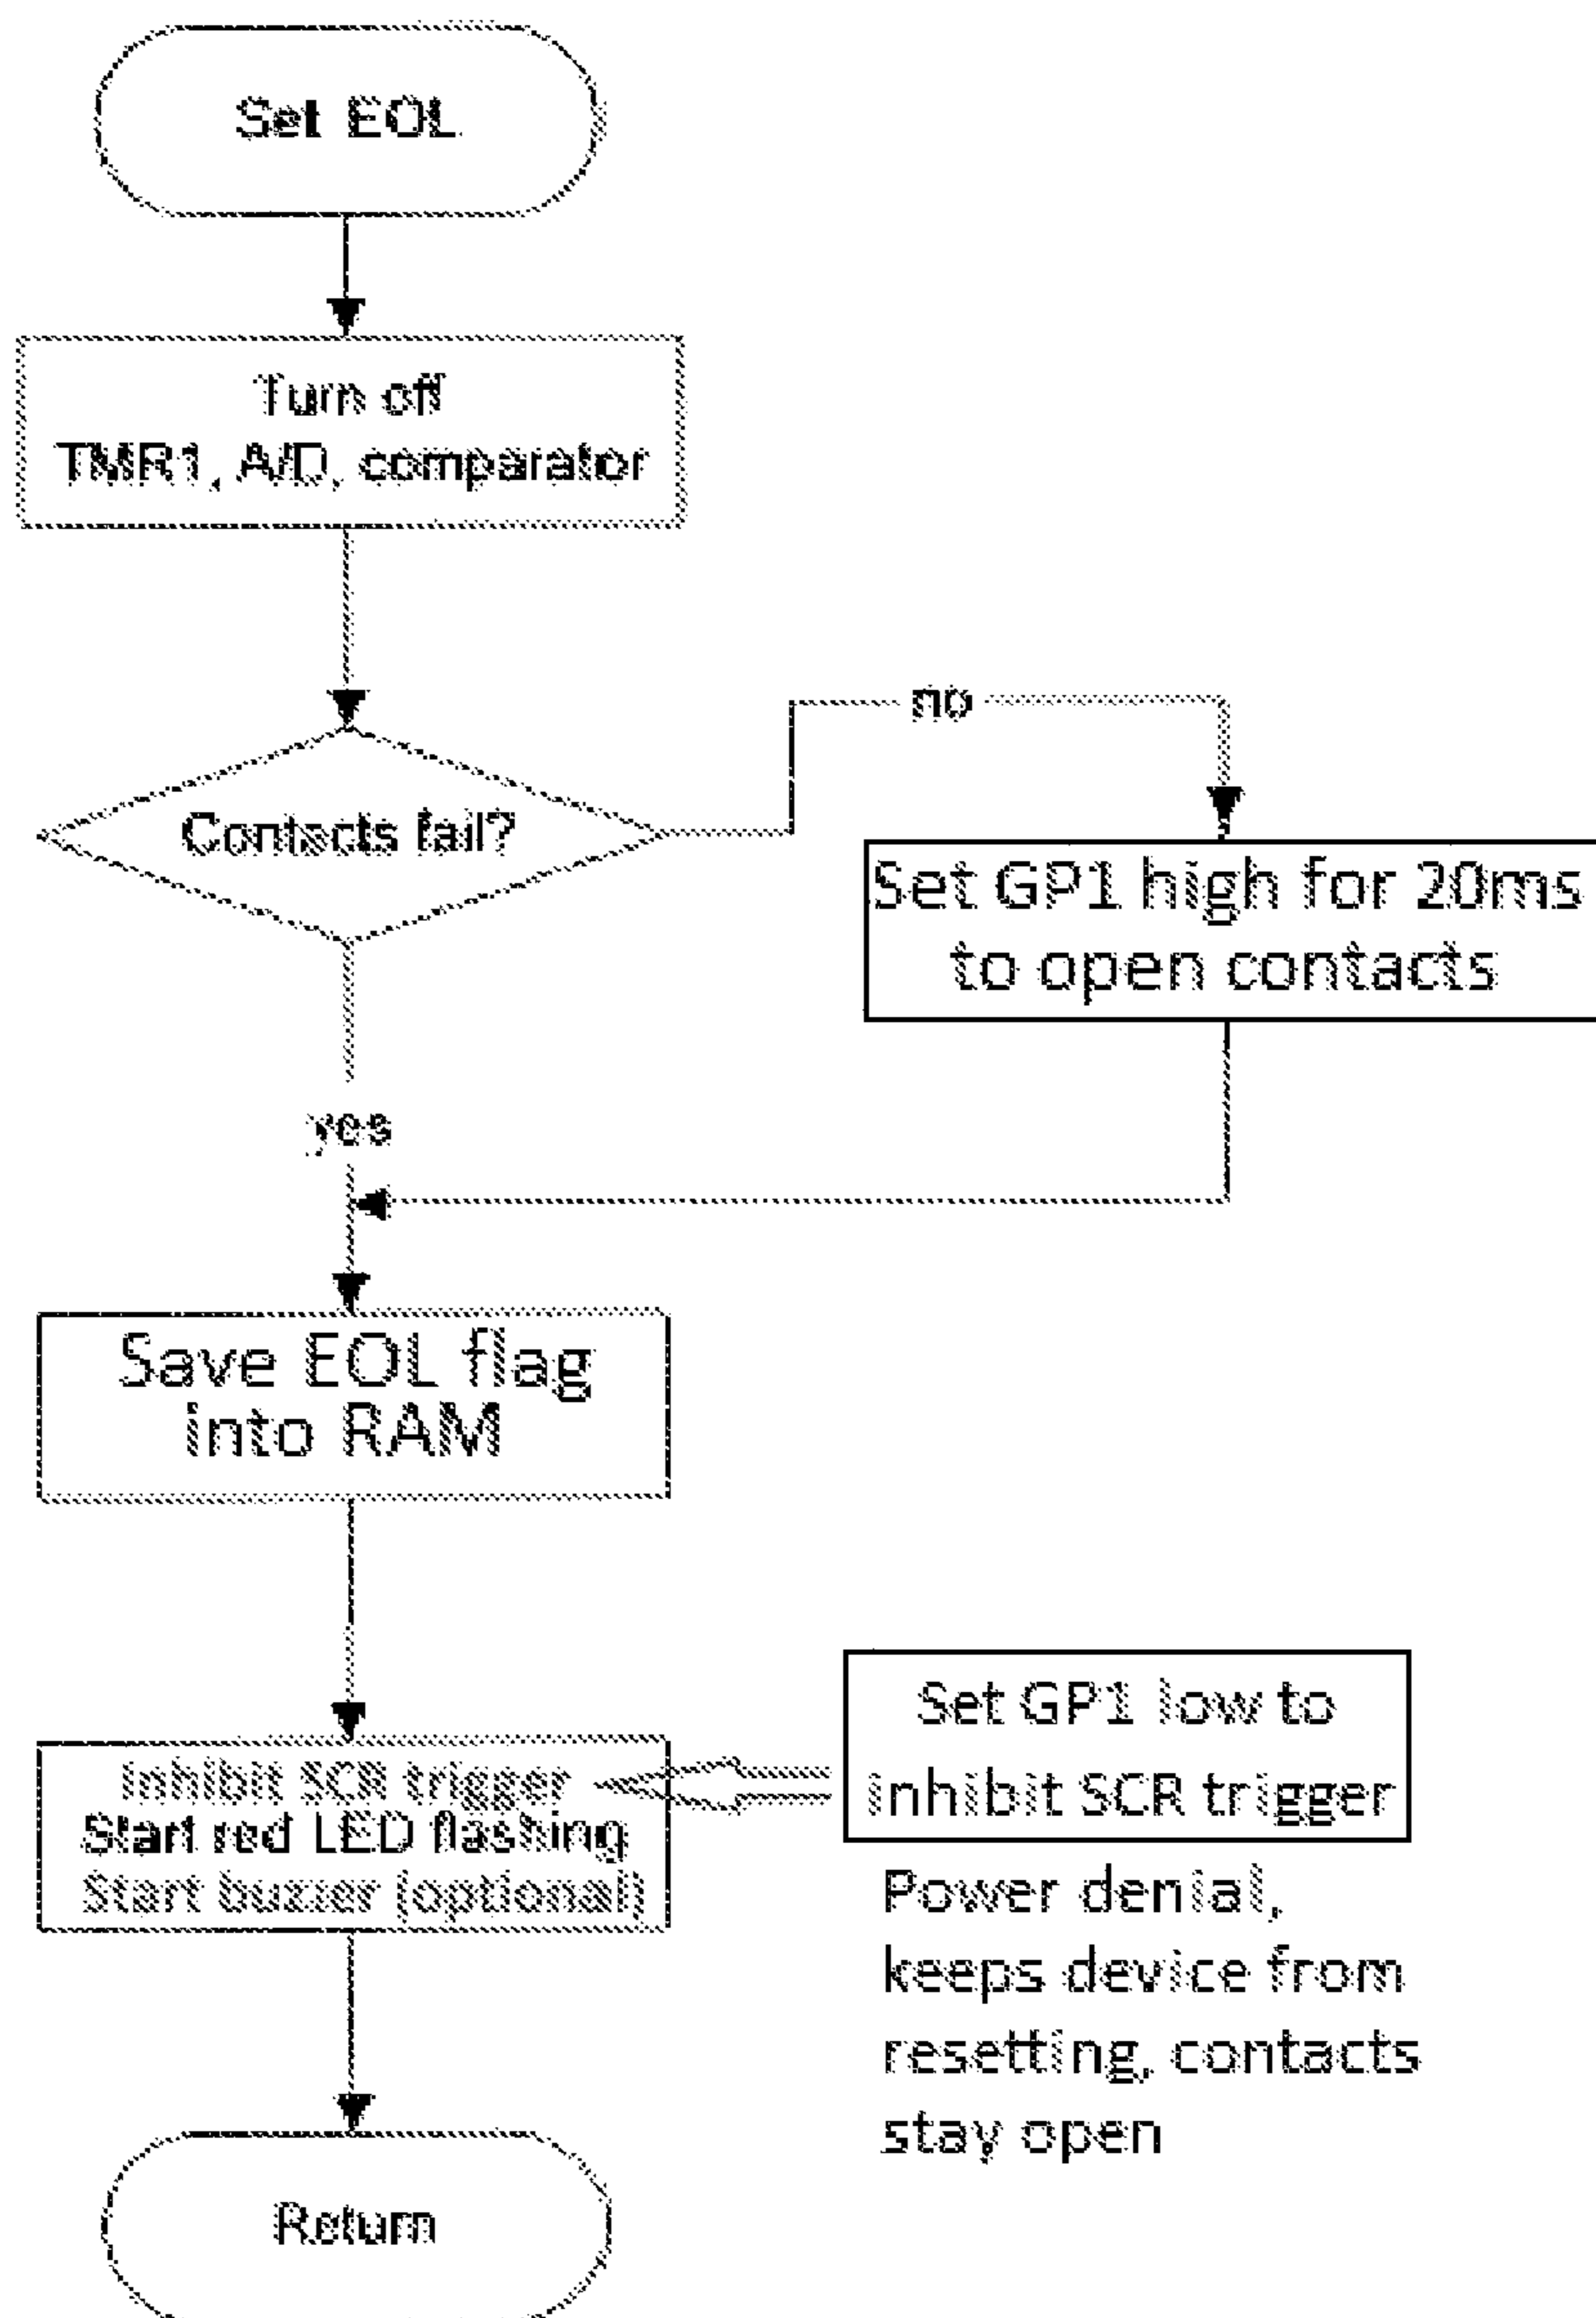 Set EOL
Turn off
TMR1, A/D, comparator
no
Contacts fail?
Set GP1 high for 20ms
to open contacts
yes
Save EOL flag
into RAM
Set GP1 low to
inhibit SCR trigger
Inhibit SCR trigger
Start red LED flashing
Start buzzer (optional)
Power denial,
keeps device from
resetting, contacts
stay open
Return